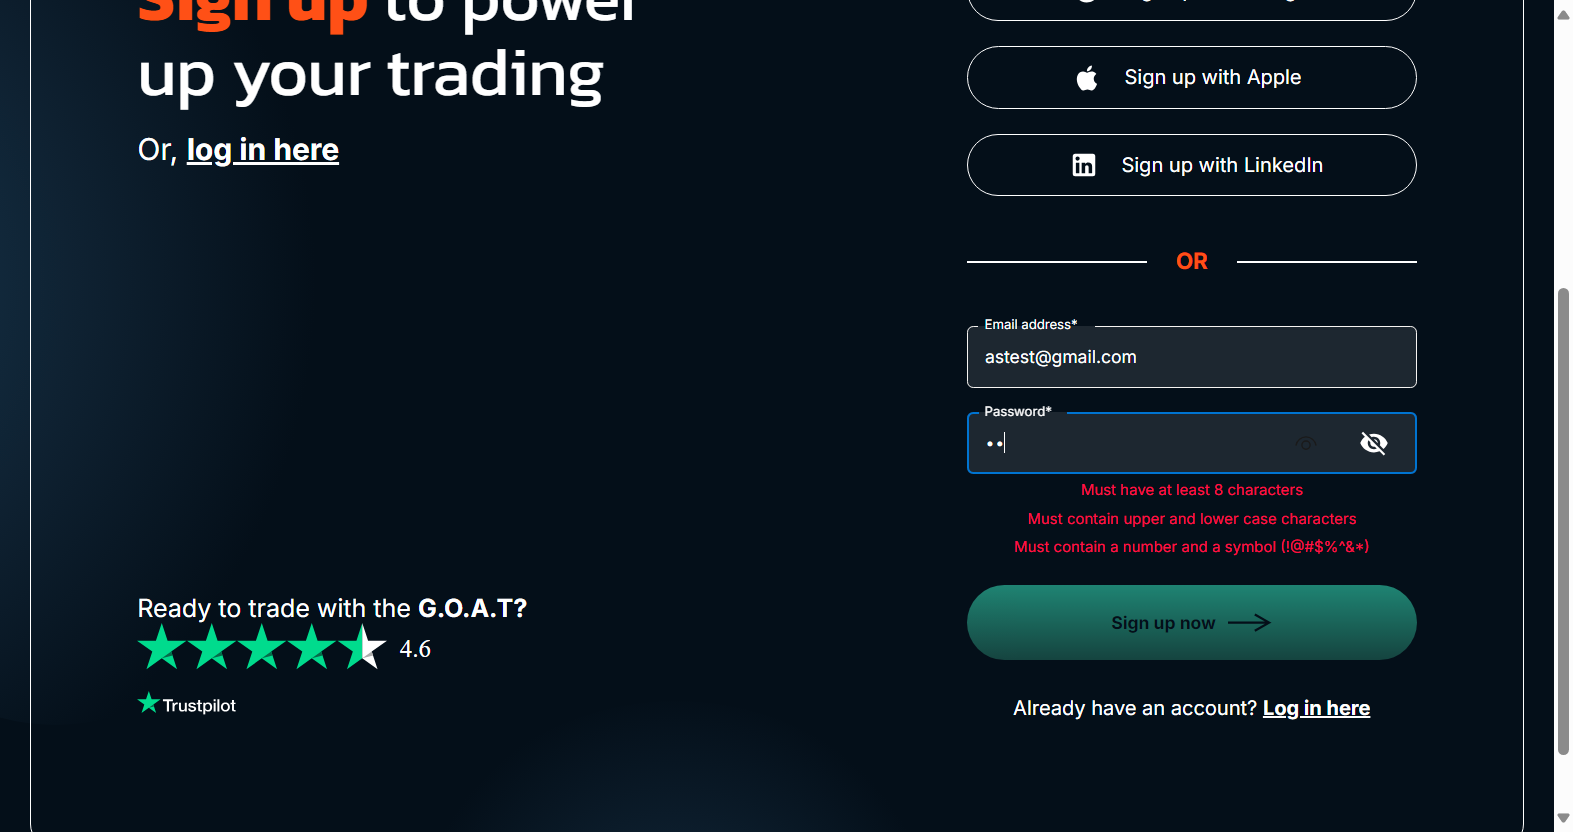 Sign up to power
up your trading
Or, log in here
Sign up with Apple
Sign up with LinkedIn
OR
Email address*
astest@gmail.com
Password*
Must have at least 8 characters
Must contain upper and lower case characters
Must contain a number and a symbol (!@#$%^&*)
Sign up now
Already have an account? Log in here
Ready to trade with the G.O.A.T?
4.6
Trustpilot